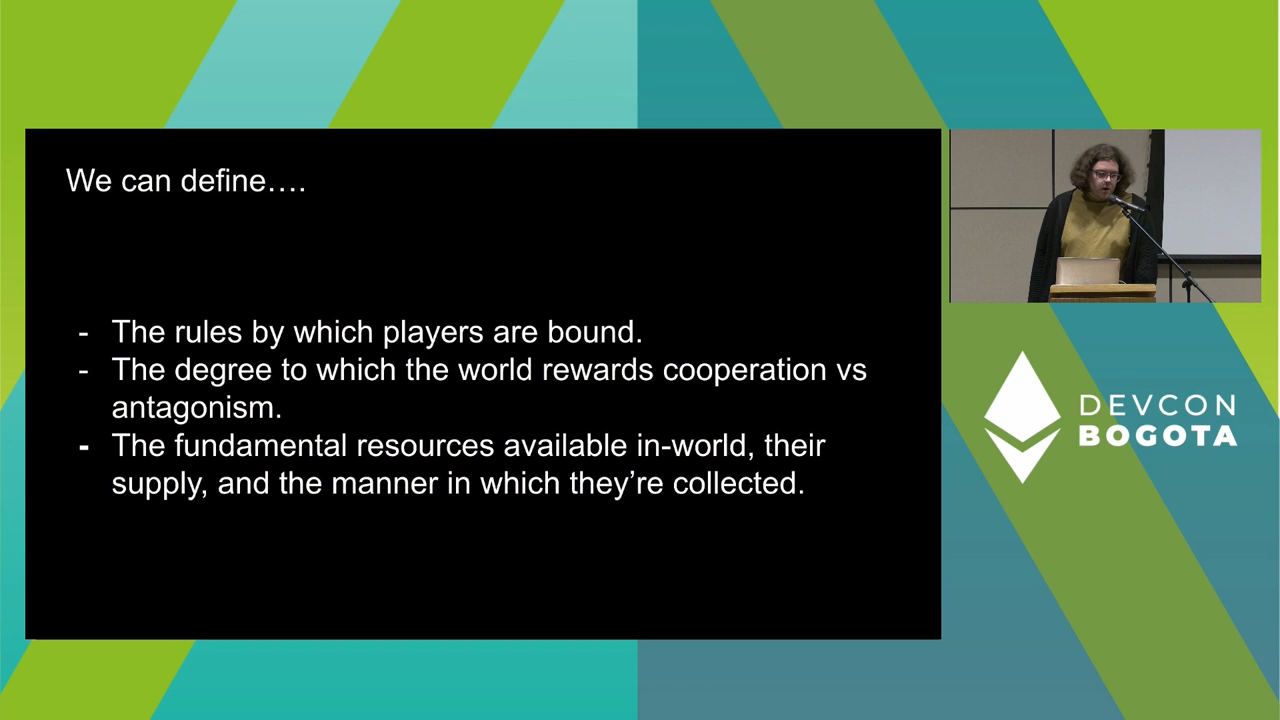 We can define….
- The rules by which players are bound.
- The degree to which the world rewards cooperation vs
antagonism.
- The fundamental resources available in-world, their
supply, and the manner in which they’re collected.
DEVCON
BOGOTA